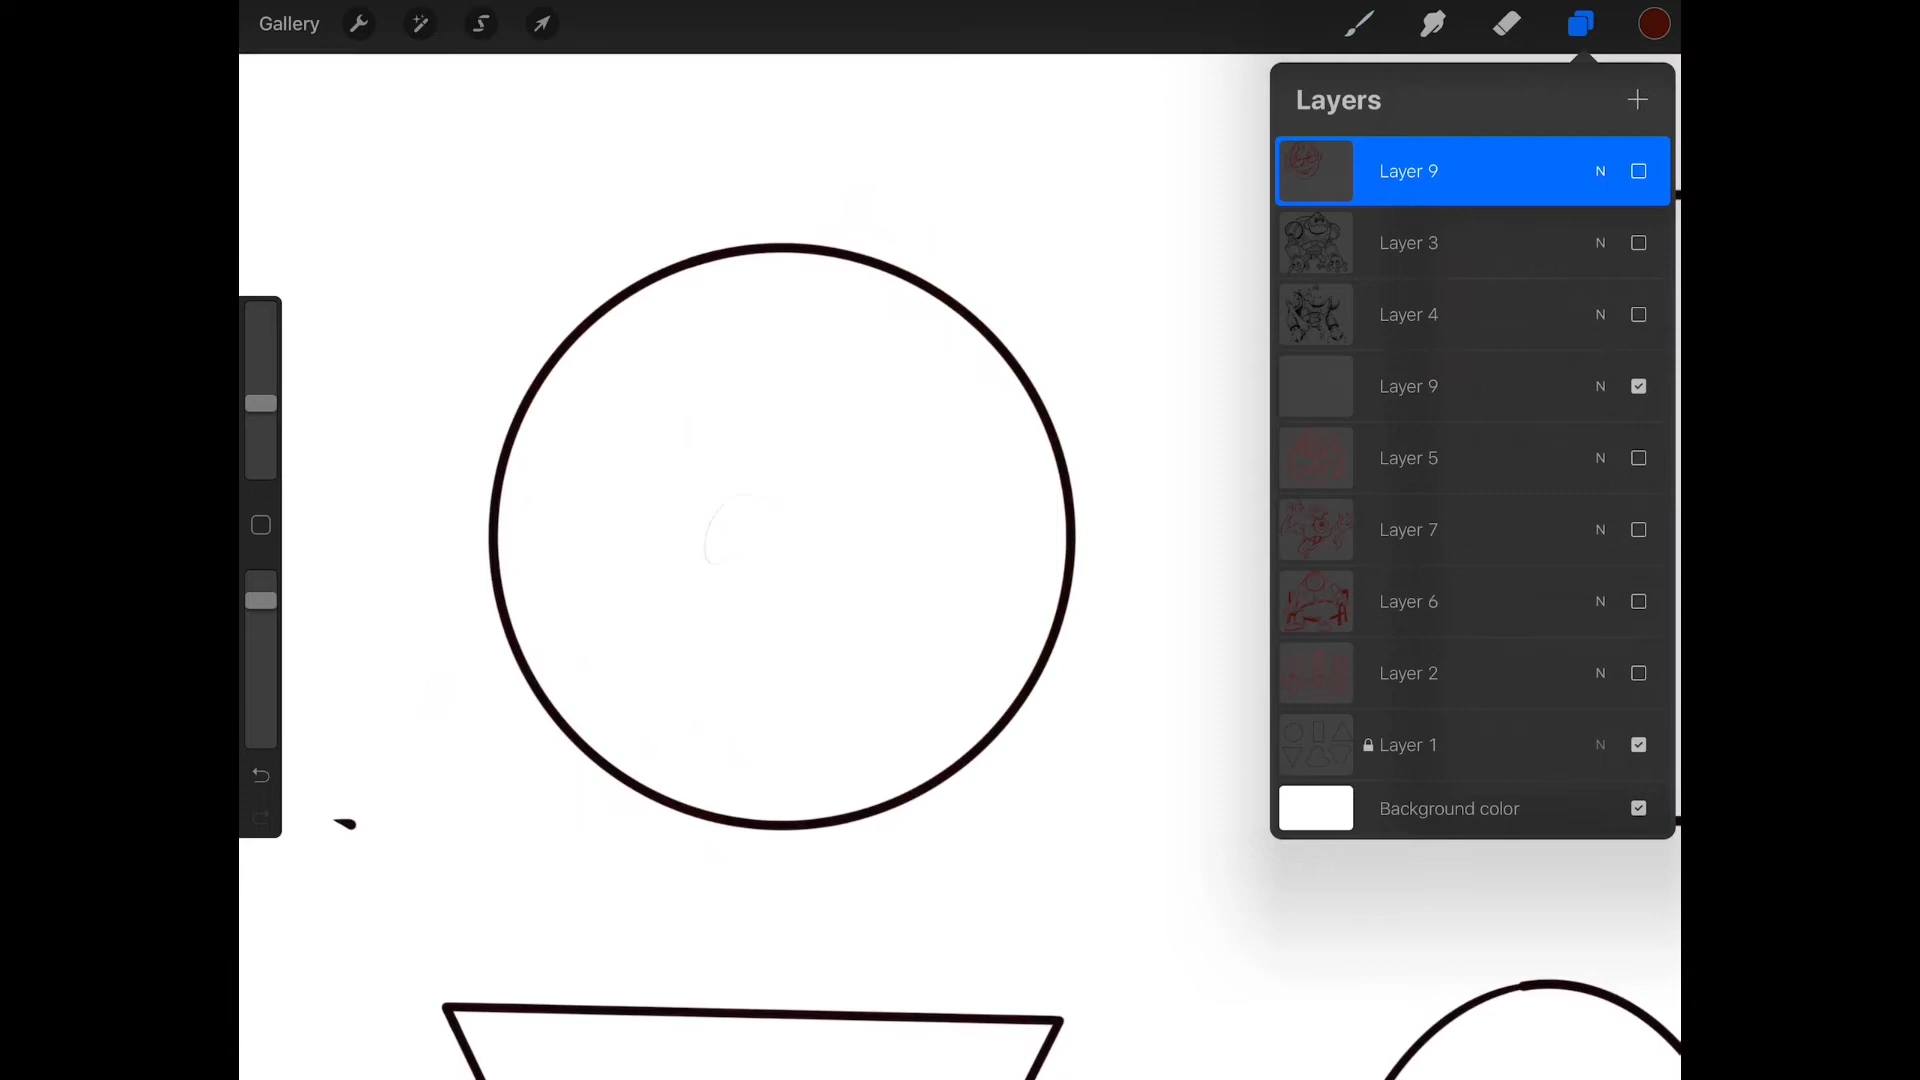 Gallery
Layers
Layer 9 N
Layer 3 N
Layer 4 N
Layer 9 N
Layer 5 N
Layer 7 N
Layer 6 N
Layer 2 N
Layer 1 N
Background color